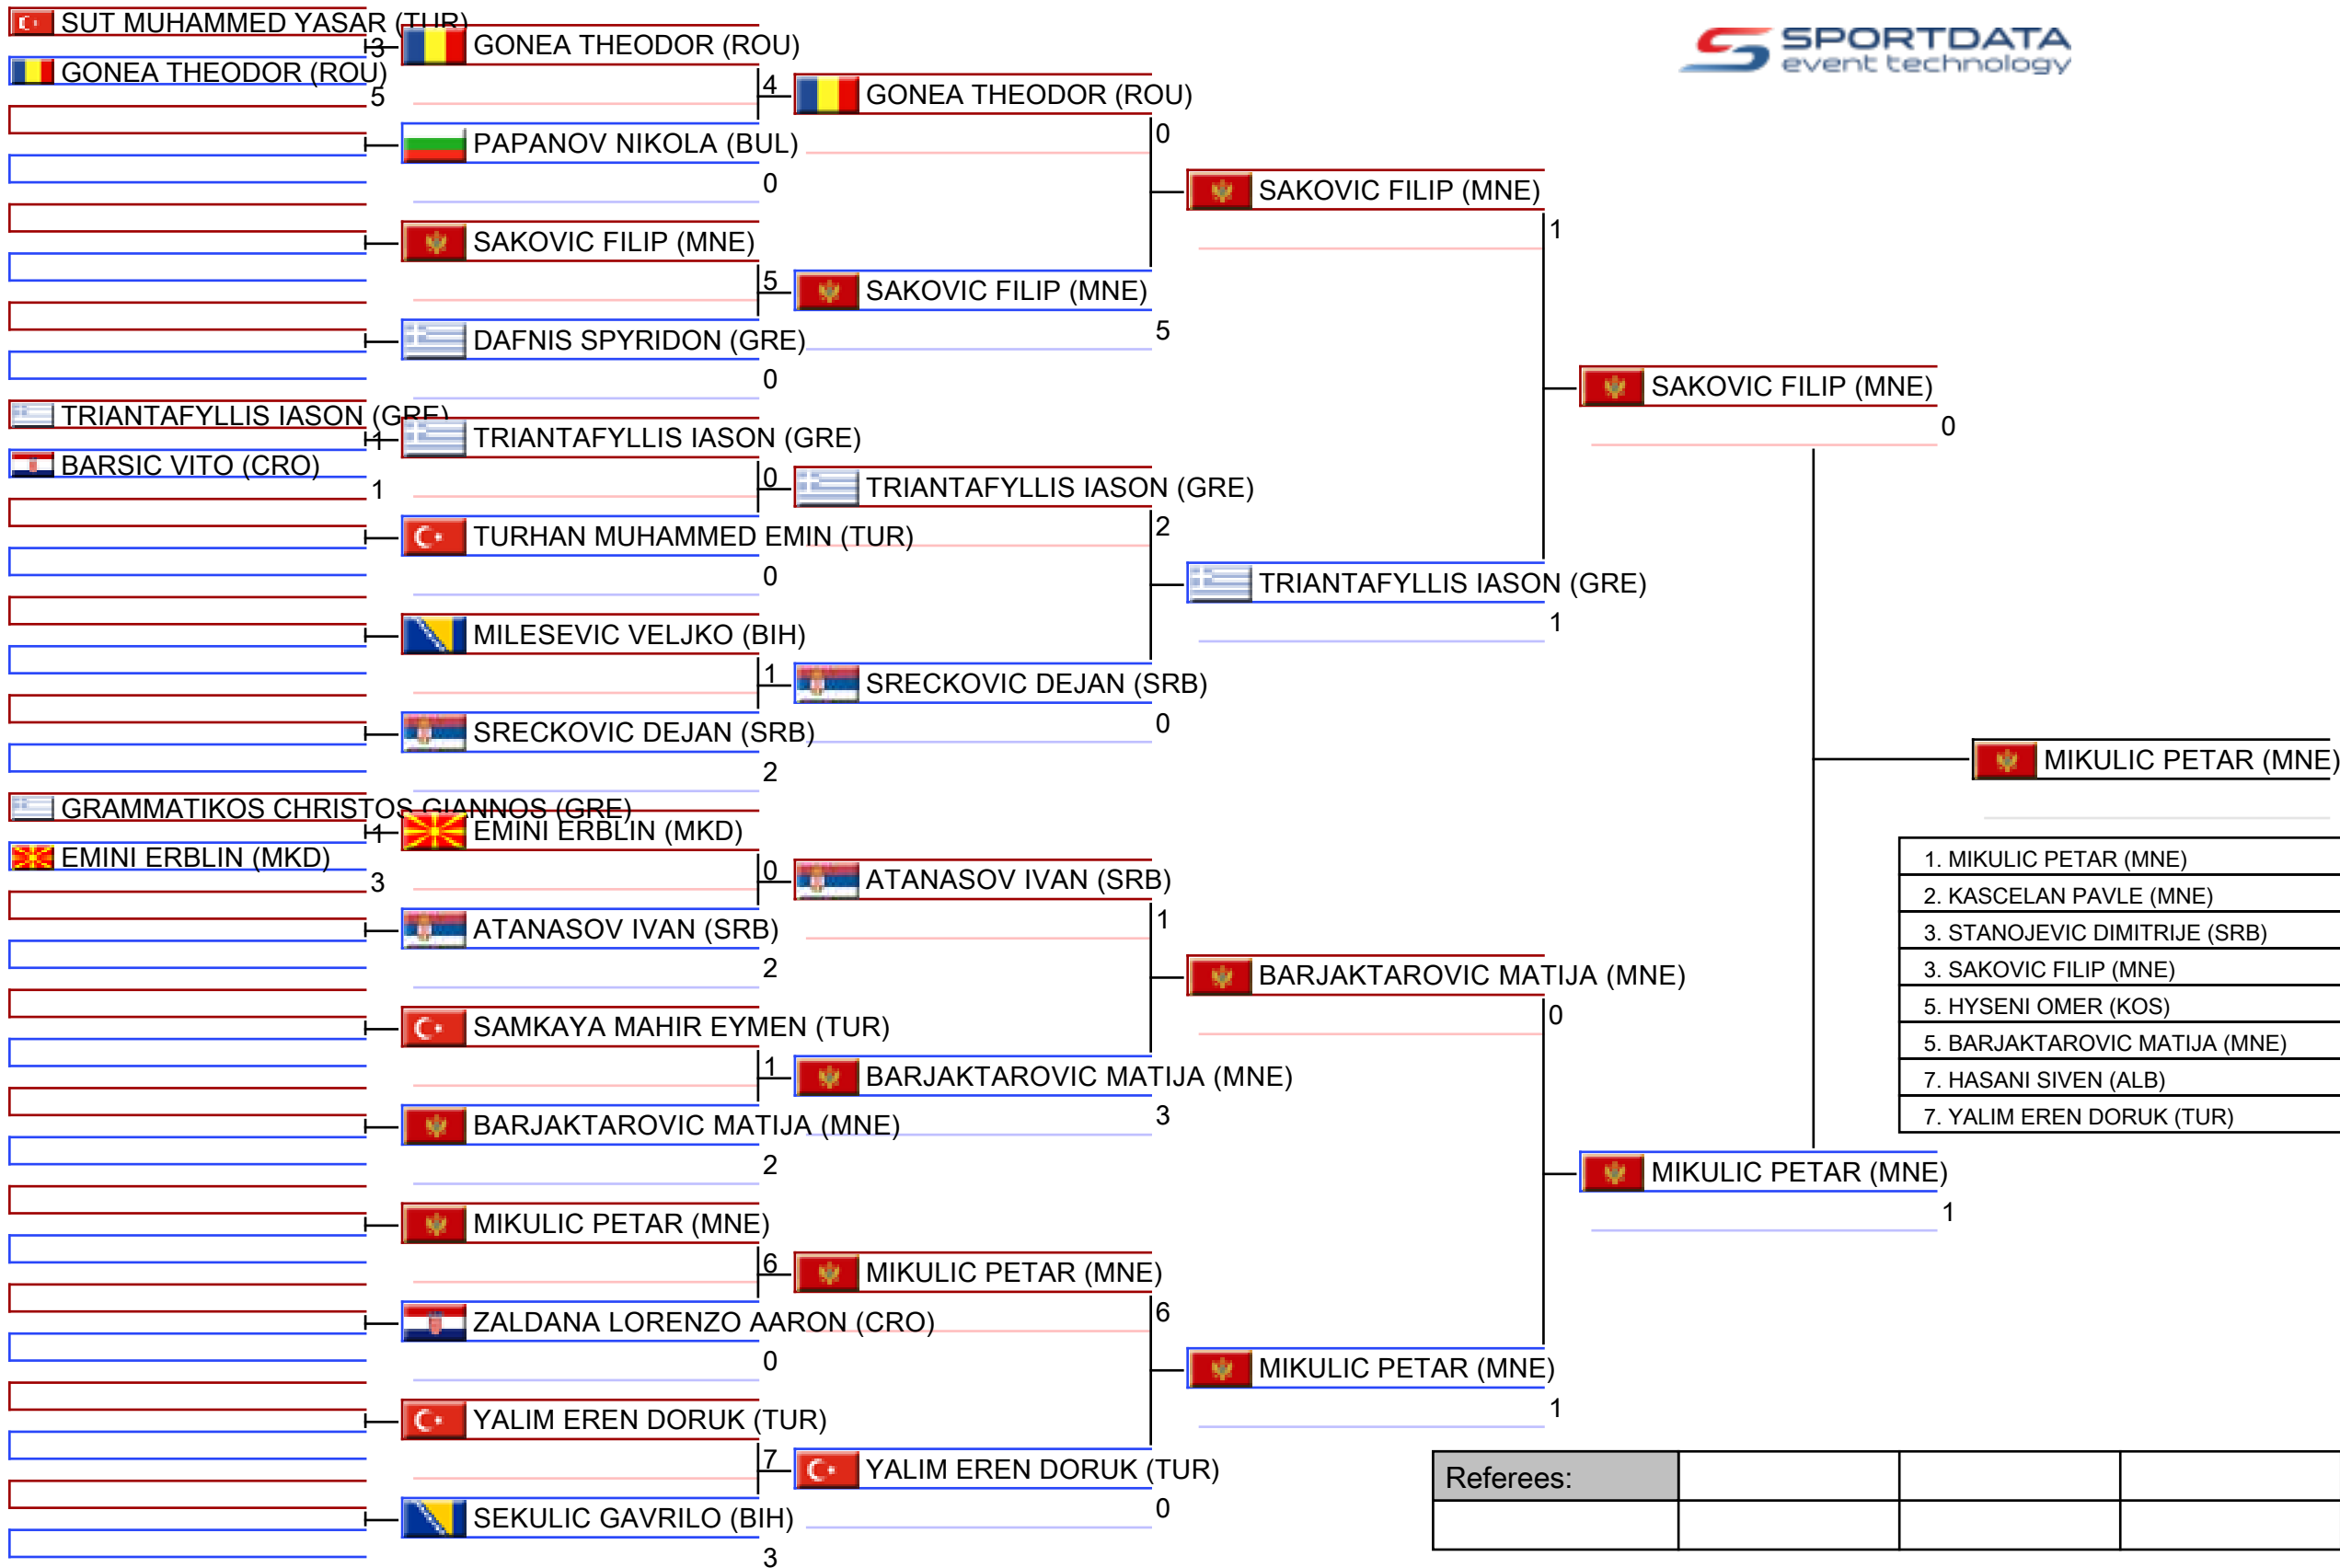 SUT MUHAMMED YASAR (TUR)
3
GONEA THEODOR (ROU)
5
TRIANTAFYLLIS IASON (GRE)
1
BARSIC VITO (CRO)
1
GRAMMATIKOS CHRISTOS GIANNOS (GRE)
1
EMINI ERBLIN (MKD)
3
GONEA THEODOR (ROU)
4
PAPANOV NIKOLA (BUL)
0
SAKOVIC FILIP (MNE)
5
DAFNIS SPYRIDON (GRE)
0
TRIANTAFYLLIS IASON (GRE)
0
TURHAN MUHAMMED EMIN (TUR)
0
MILESEVIC VELJKO (BIH)
1
SRECKOVIC DEJAN (SRB)
2
EMINI ERBLIN (MKD)
0
ATANASOV IVAN (SRB)
2
SAMKAYA MAHIR EYMEN (TUR)
1
BARJAKTAROVIC MATIJA (MNE)
2
MIKULIC PETAR (MNE)
6
ZALDANA LORENZO AARON (CRO)
0
YALIM EREN DORUK (TUR)
7
SEKULIC GAVRILO (BIH)
3
GONEA THEODOR (ROU)
0
SAKOVIC FILIP (MNE)
5
TRIANTAFYLLIS IASON (GRE)
2
SRECKOVIC DEJAN (SRB)
0
ATANASOV IVAN (SRB)
1
BARJAKTAROVIC MATIJA (MNE)
3
MIKULIC PETAR (MNE)
6
YALIM EREN DORUK (TUR)
0
SAKOVIC FILIP (MNE)
1
TRIANTAFYLLIS IASON (GRE)
1
BARJAKTAROVIC MATIJA (MNE)
0
MIKULIC PETAR (MNE)
1
SAKOVIC FILIP (MNE)
0
MIKULIC PETAR (MNE)
1
MIKULIC PETAR (MNE)
SPORTDATA
event technology
1. MIKULIC PETAR (MNE)
2. KASCELAN PAVLE (MNE)
3. STANOJEVIC DIMITRIJE (SRB)
3. SAKOVIC FILIP (MNE)
5. HYSENI OMER (KOS)
5. BARJAKTAROVIC MATIJA (MNE)
7. HASANI SIVEN (ALB)
7. YALIM EREN DORUK (TUR)
Referees: